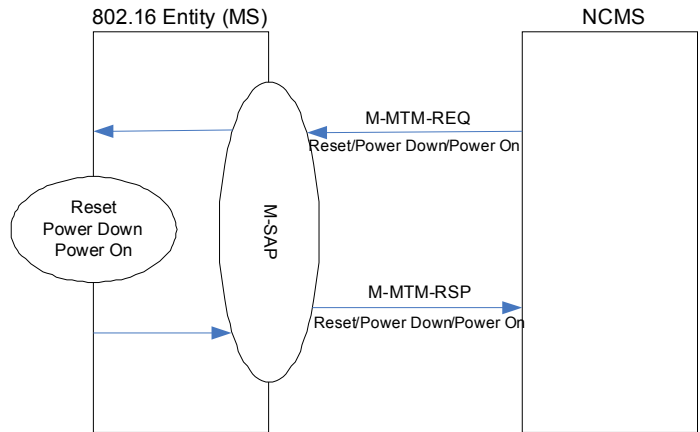 802.16 Entity (MS)
NCMS
M-MTM-REQ
Reset/Power Down/Power On
Reset
Power Down
Power On
M-SAP
M-MTM-RSP
Reset/Power Down/Power On